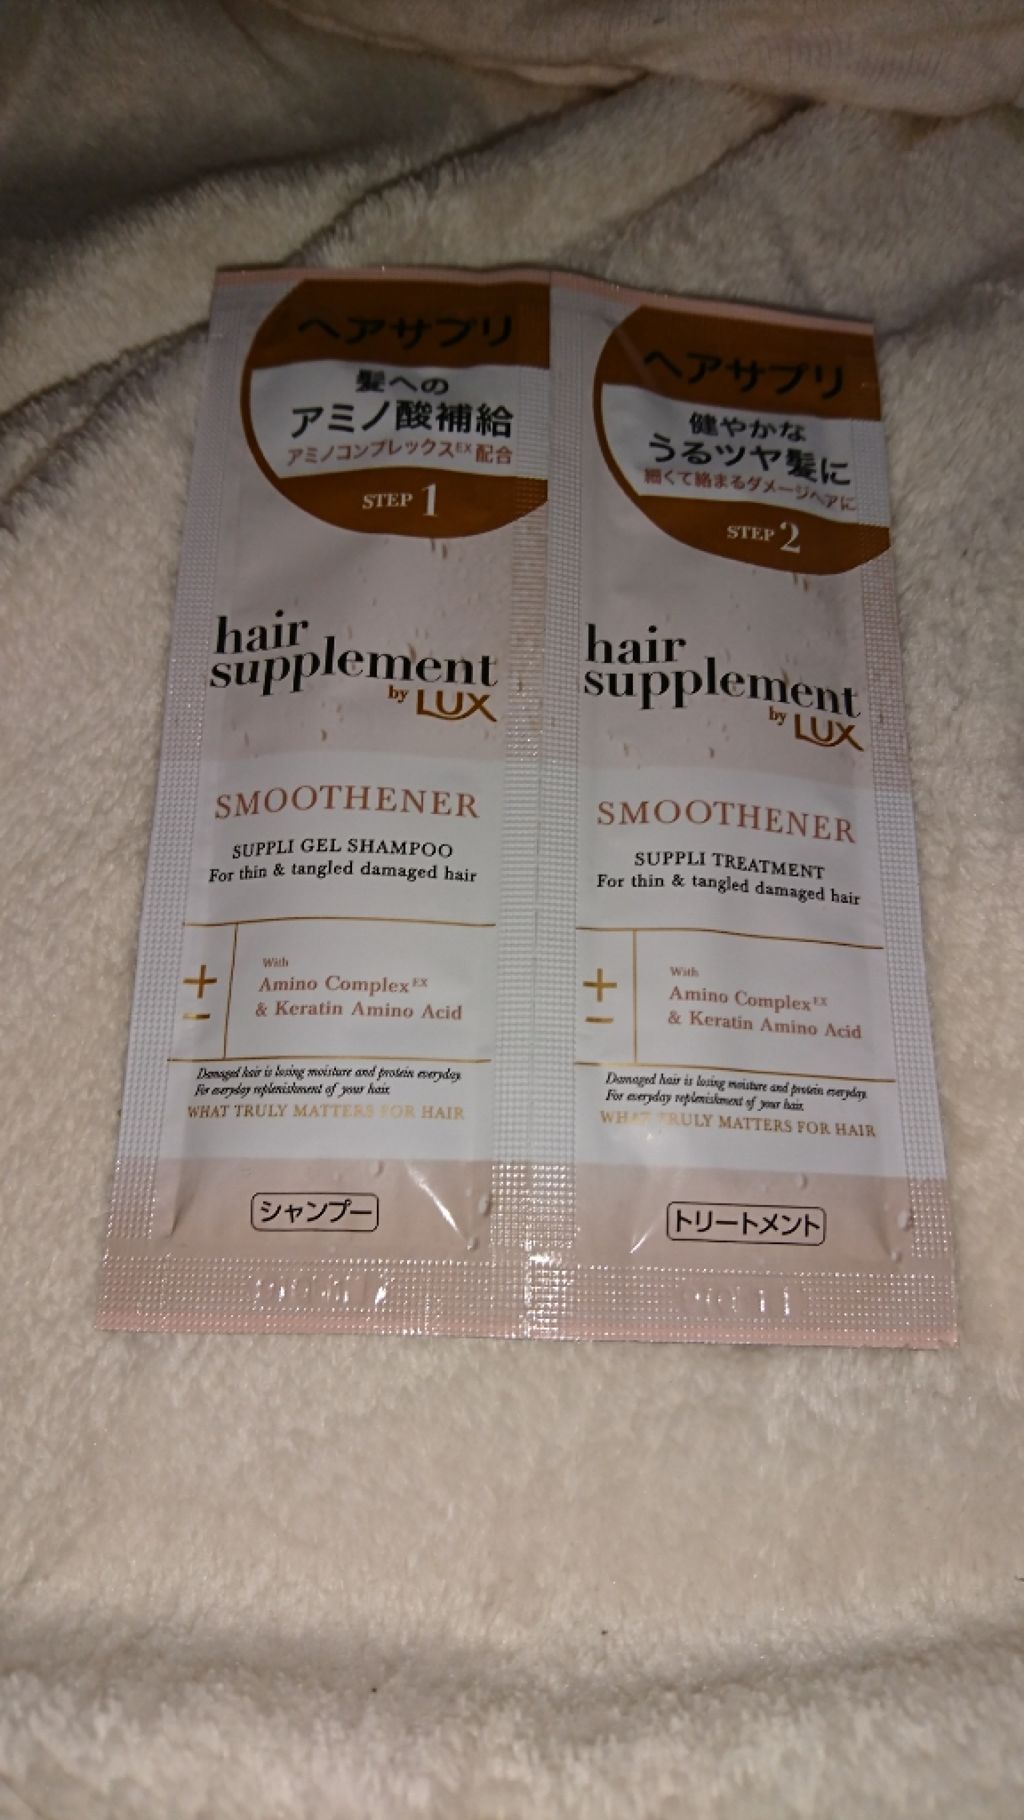 ヘアサプリ
髪への
アミノ酸補給
アミノコンプレックスEX配合
STEP 1
hair
supplement
by LUX
SMOOTHENER
SUPPLI GEL SHAMPOO
For thin & tangled damaged hair
+
−
With
Amino Complex EX
& Keratin Amino Acid
Damaged hair is losing moisture and protein everyday.
For everyday replenishment of your hair.
WHAT TRULY MATTERS FOR HAIR
シャンプー
ヘアサプリ
健やかな
うるツヤ髪に
細くて絡まるダメージヘアに
STEP 2
hair
supplement
by LUX
SMOOTHENER
SUPPLI TREATMENT
For thin & tangled damaged hair
+
−
With
Amino Complex EX
& Keratin Amino Acid
Damaged hair is losing moisture and protein everyday.
For everyday replenishment of your hair.
WHAT TRULY MATTERS FOR HAIR
トリートメント